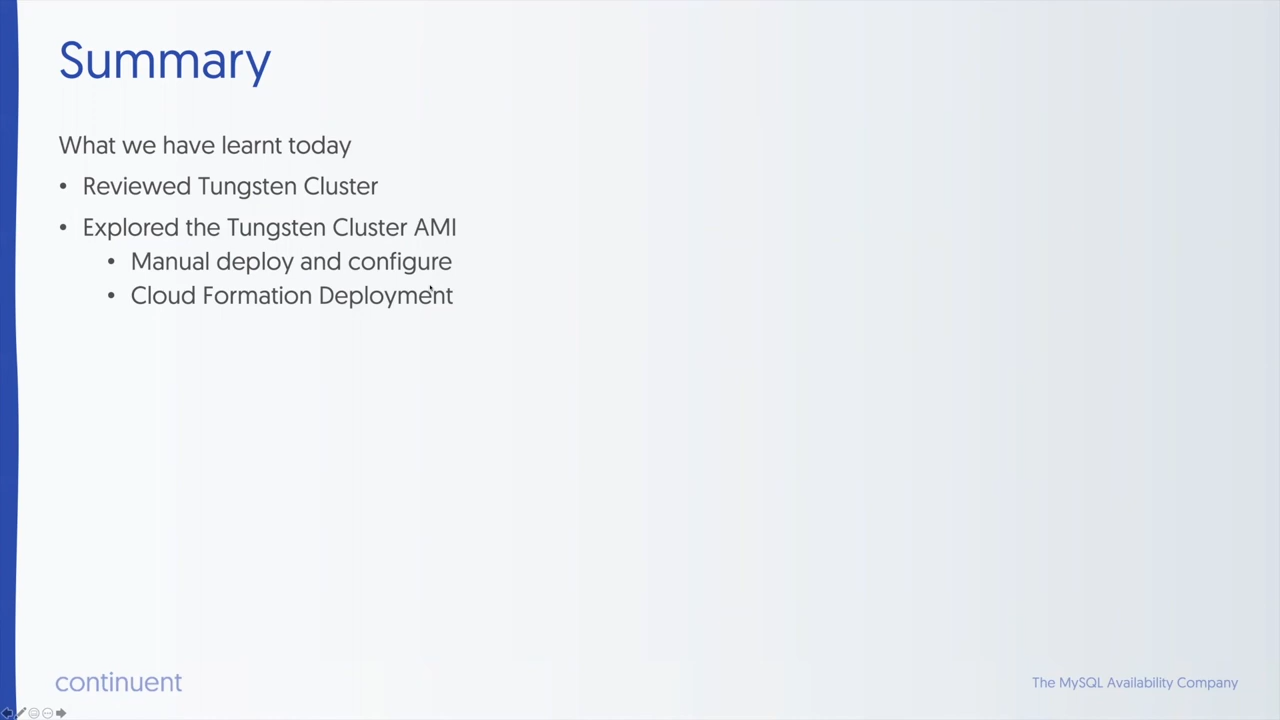 Summary
What we have learnt today
• Reviewed Tungsten Cluster
• Explored the Tungsten Cluster AMI
• Manual deploy and configure
• Cloud Formation Deployment
continuent
The MySQL Availability Company